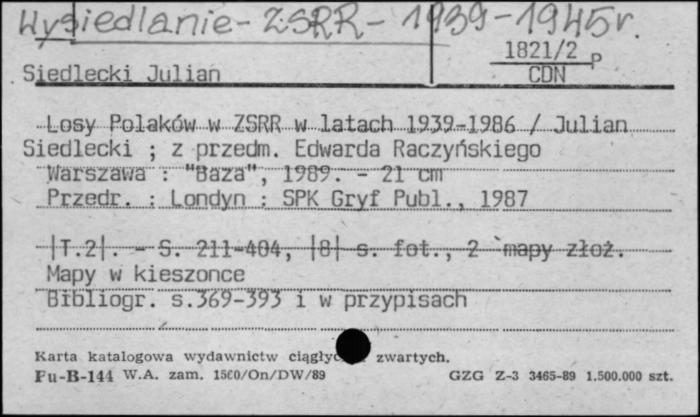 Wysiedlanie - ZSRR - 1939-1945r.
1821/2 p
Siedlecki Julian
CDN
Losy Polaków w ZSRR w latach 1939-1986 / Julian
Siedlecki ; z przedm. Edwarda Raczyńskiego
Warszawa : "Baza", 1989. - 21 cm
Przedr. : Londyn : SPK Gryf Publ., 1987
|T.2|. - S. 211-404, |8| s. fot., 2 mapy złoż.
Mapy w kieszonce
Bibliogr. s.369-393 i w przypisach
Karta katalogowa wydawnictw zwartych.
Fu-B-144 W.A. zam. 1560/On/DW/89 GZG Z-3 3465-89 1.500.000 szt.